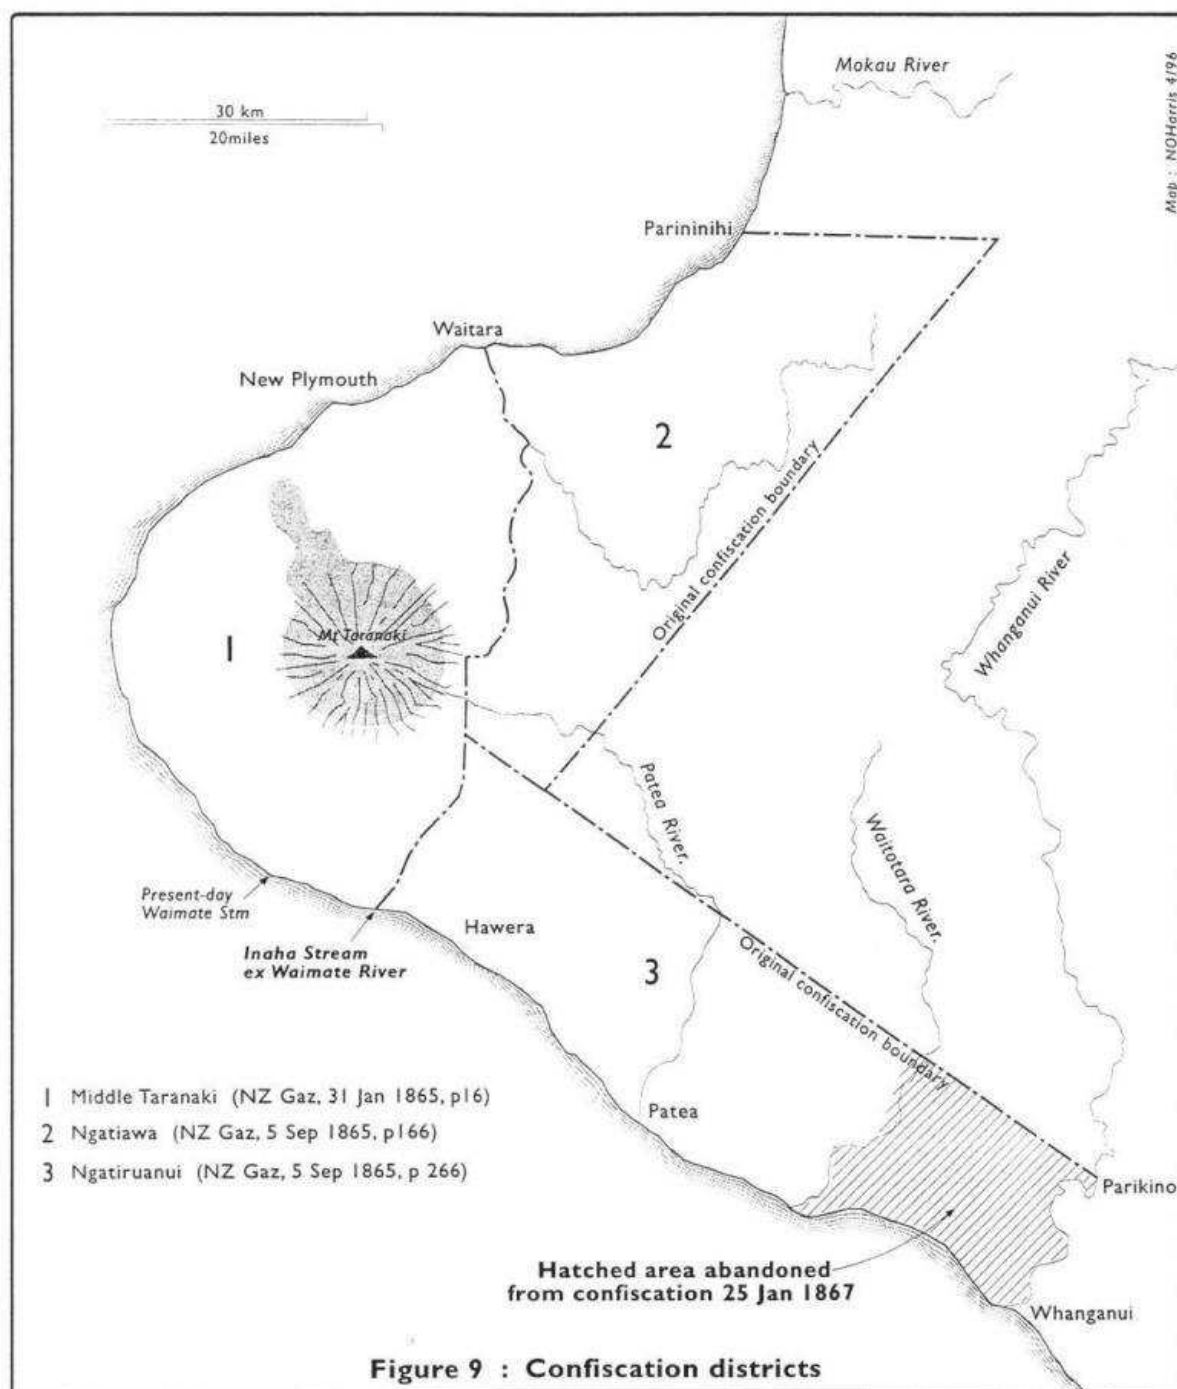 Mokau River
Map : NOHarris 4/96
30 km
20miles
Parininihi
Waitara
New Plymouth
2
Original confiscation boundary
Whanganui River
1
Mt Taranaki
Patea River.
Waitotara River.
Present-day
Waimate Stm
Inaha Stream
ex Waimate River
Hawera
3
Original confiscation boundary
1 Middle Taranaki (NZ Gaz, 31 Jan 1865, p16)
2 Ngatiawa (NZ Gaz, 5 Sep 1865, p166)
3 Ngatiruanui (NZ Gaz, 5 Sep 1865, p 266)
Patea
Parikino
Hatched area abandoned
from confiscation 25 Jan 1867
Whanganui
Figure 9 : Confiscation districts